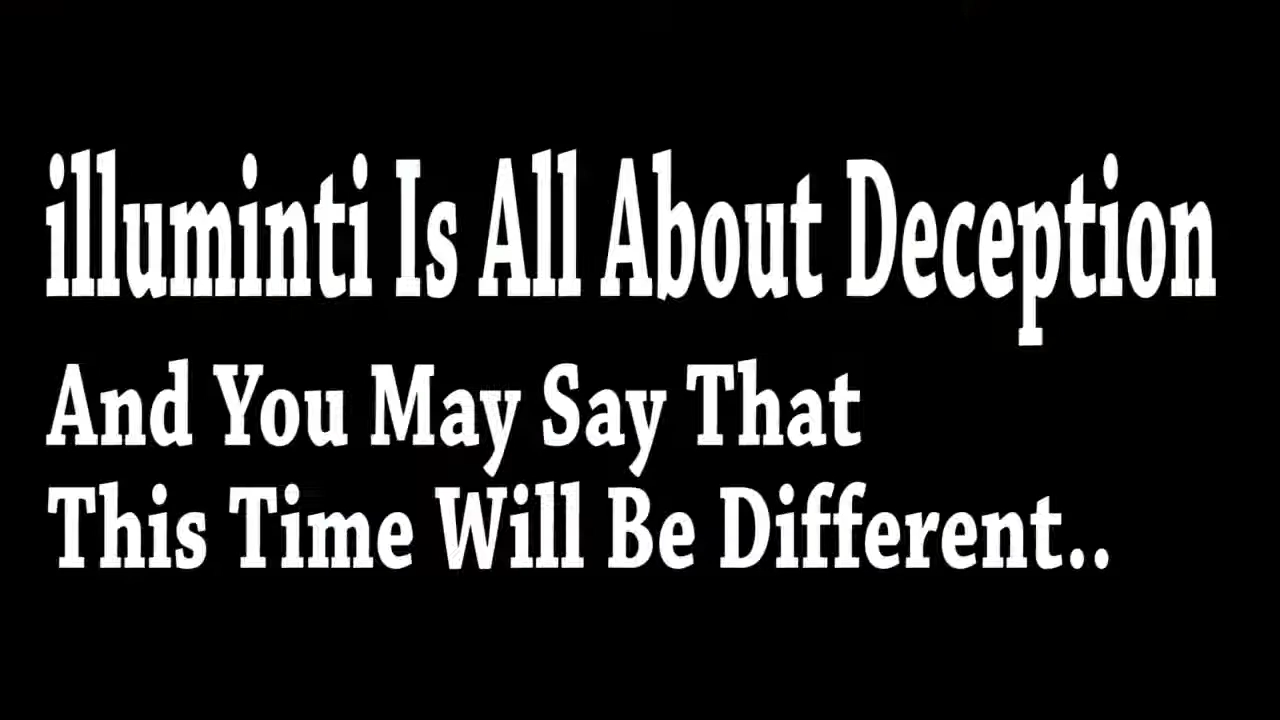 illuminti Is All About Deception
And You May Say That
This Time Will Be Different..